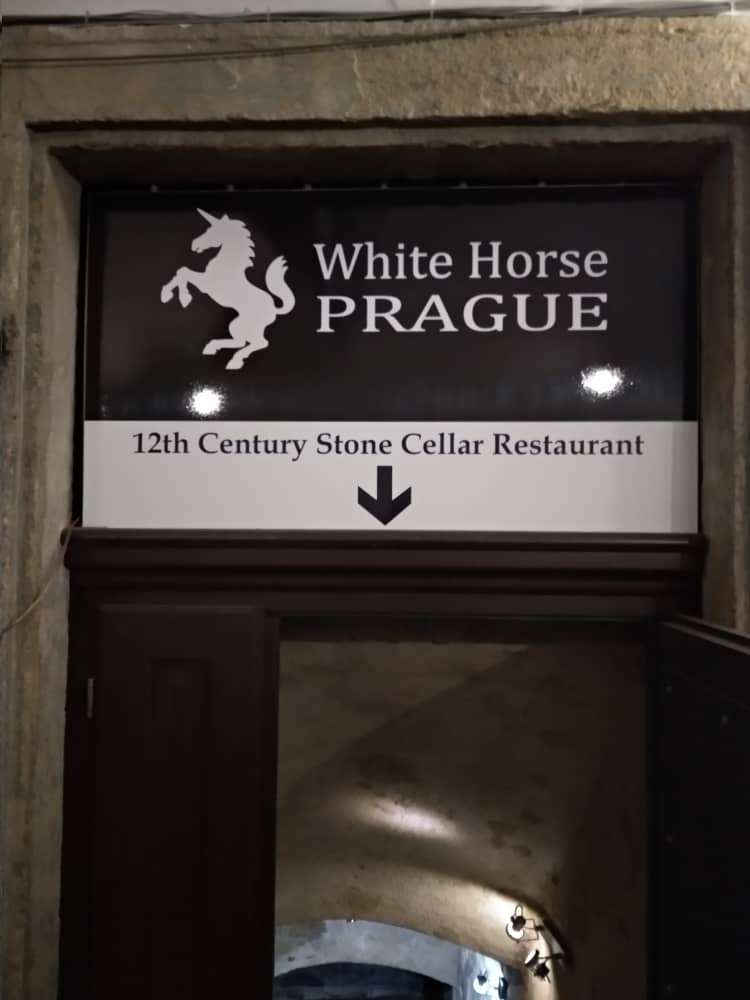 White Horse
PRAGUE
12th Century Stone Cellar Restaurant